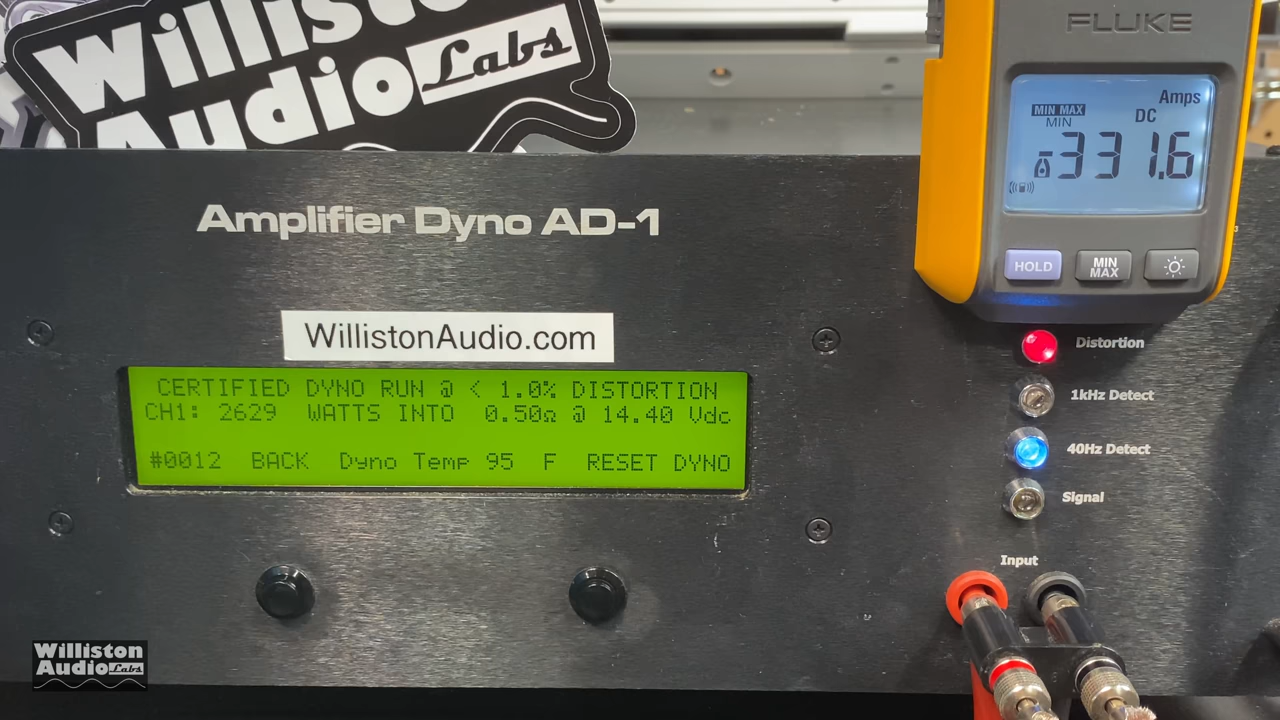 Williston
Audio Labs
FLUKE
MIN MAX
MIN
Amps
DC
-331.6
HOLD
MIN
MAX
Amplifier Dyno AD-1
WillistonAudio.com
CERTIFIED DYNO RUN @ < 1.0% DISTORTION
CH1: 2629 WATTS INTO 0.50Ω @ 14.40 Vdc
#0012 BACK Dyno Temp 95 F RESET DYNO
Distortion
1kHz Detect
40Hz Detect
Signal
Input
Williston
Audio Labs